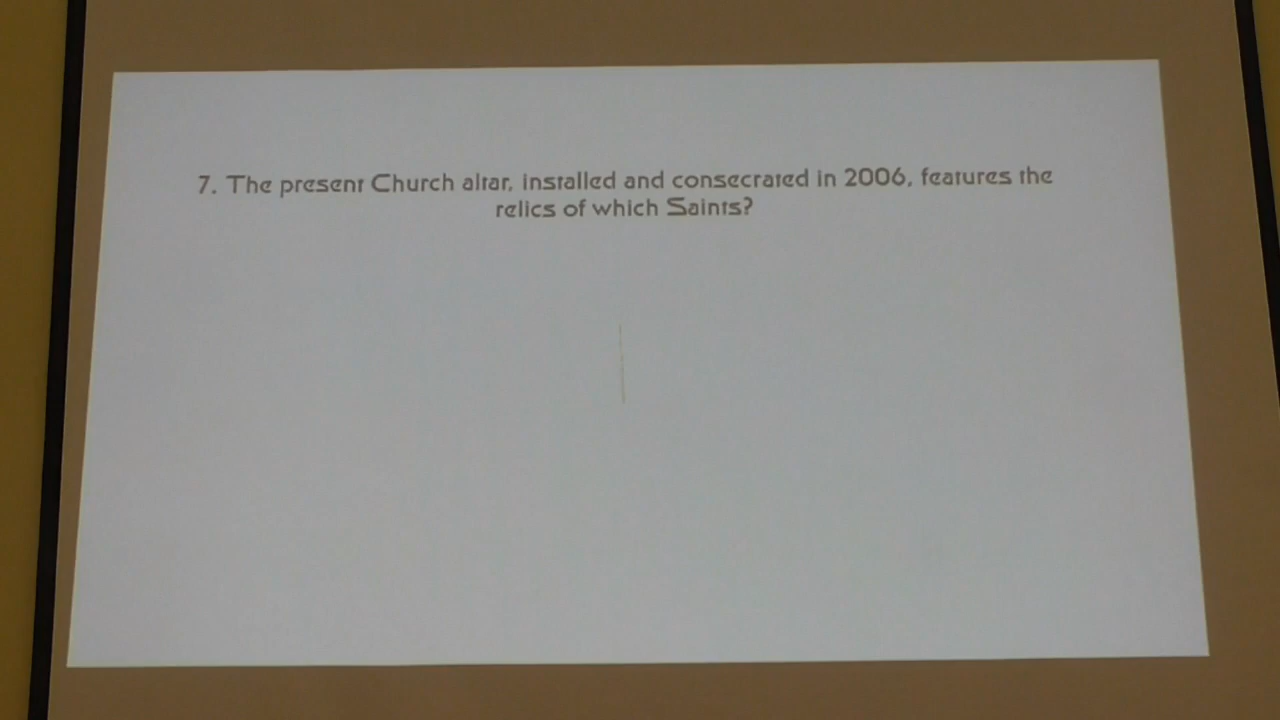 7. The present Church altar, installed and consecrated in 2006, features the
relics of which Saints?